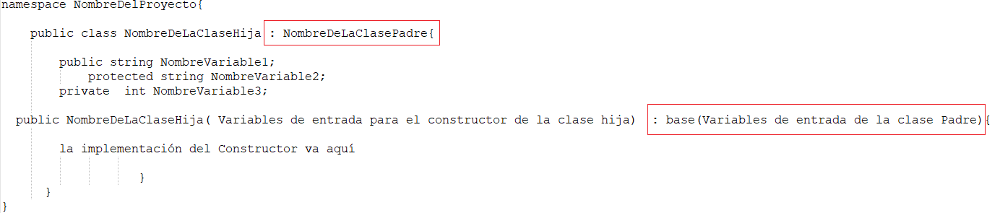 namespace NombreDelProyecto{
public class NombreDeLaClaseHija : NombreDeLaClasePadre{
public string NombreVariable1;
protected string NombreVariable2;
private  int NombreVariable3;
public NombreDeLaClaseHija( Variables de entrada para el constructor de la clase hija)  : base(Variables de entrada de la clase Padre){
la implementación del Constructor va aquí
}
}
}